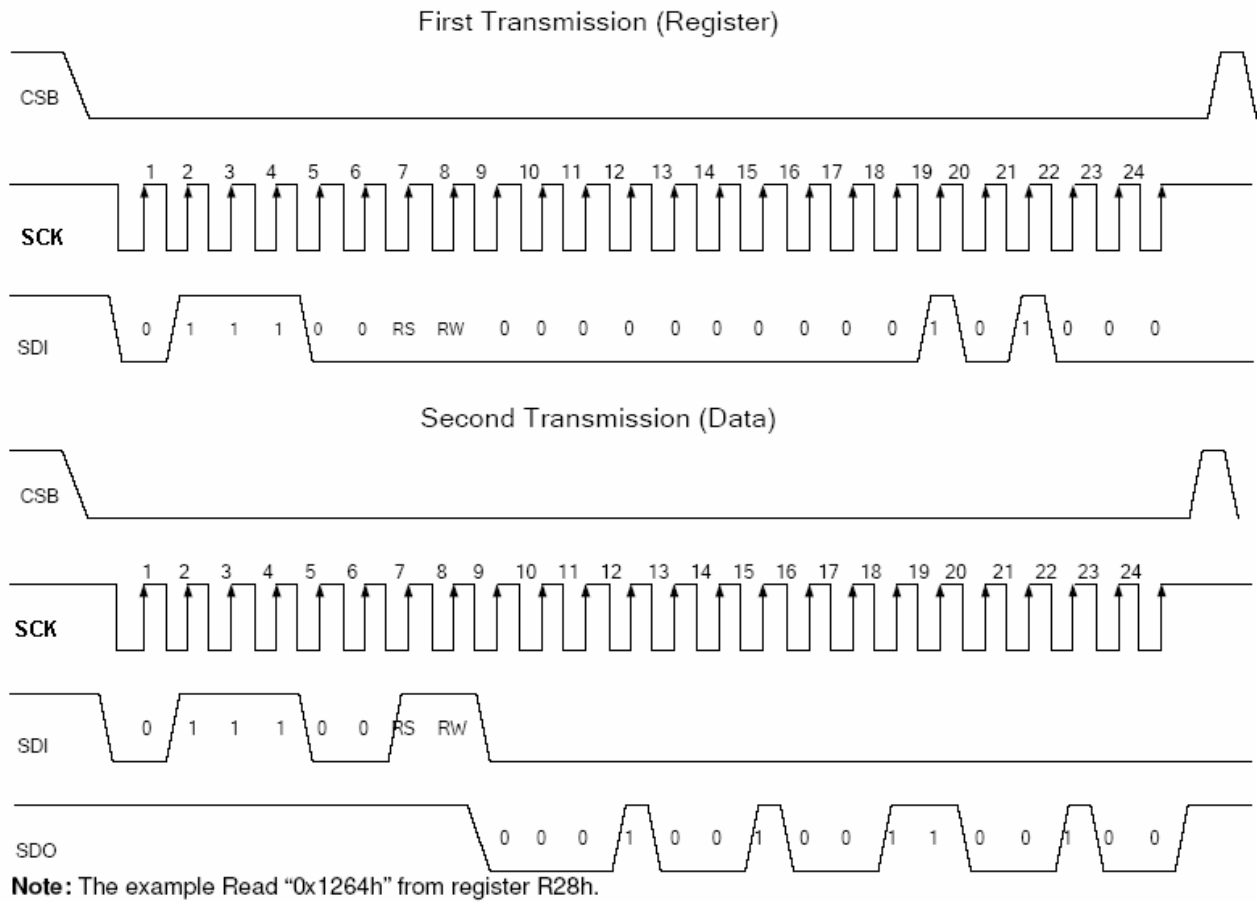 First Transmission (Register)
CSB
1 2 3 4 5 6 7 8 9 10 11 12 13 14 15 16 17 18 19 20 21 22 23 24
SCK
0 1 1 1 0 0 RS RW 0 0 0 0 0 0 0 0 0 0 1 0 1 0 0 0
SDI
Second Transmission (Data)
CSB
1 2 3 4 5 6 7 8 9 10 11 12 13 14 15 16 17 18 19 20 21 22 23 24
SCK
0 1 1 1 0 0 RS RW
SDI
0 0 0 1 0 0 1 0 0 1 1 0 0 1 0 0
SDO
Note: The example Read “0x1264h” from register R28h.